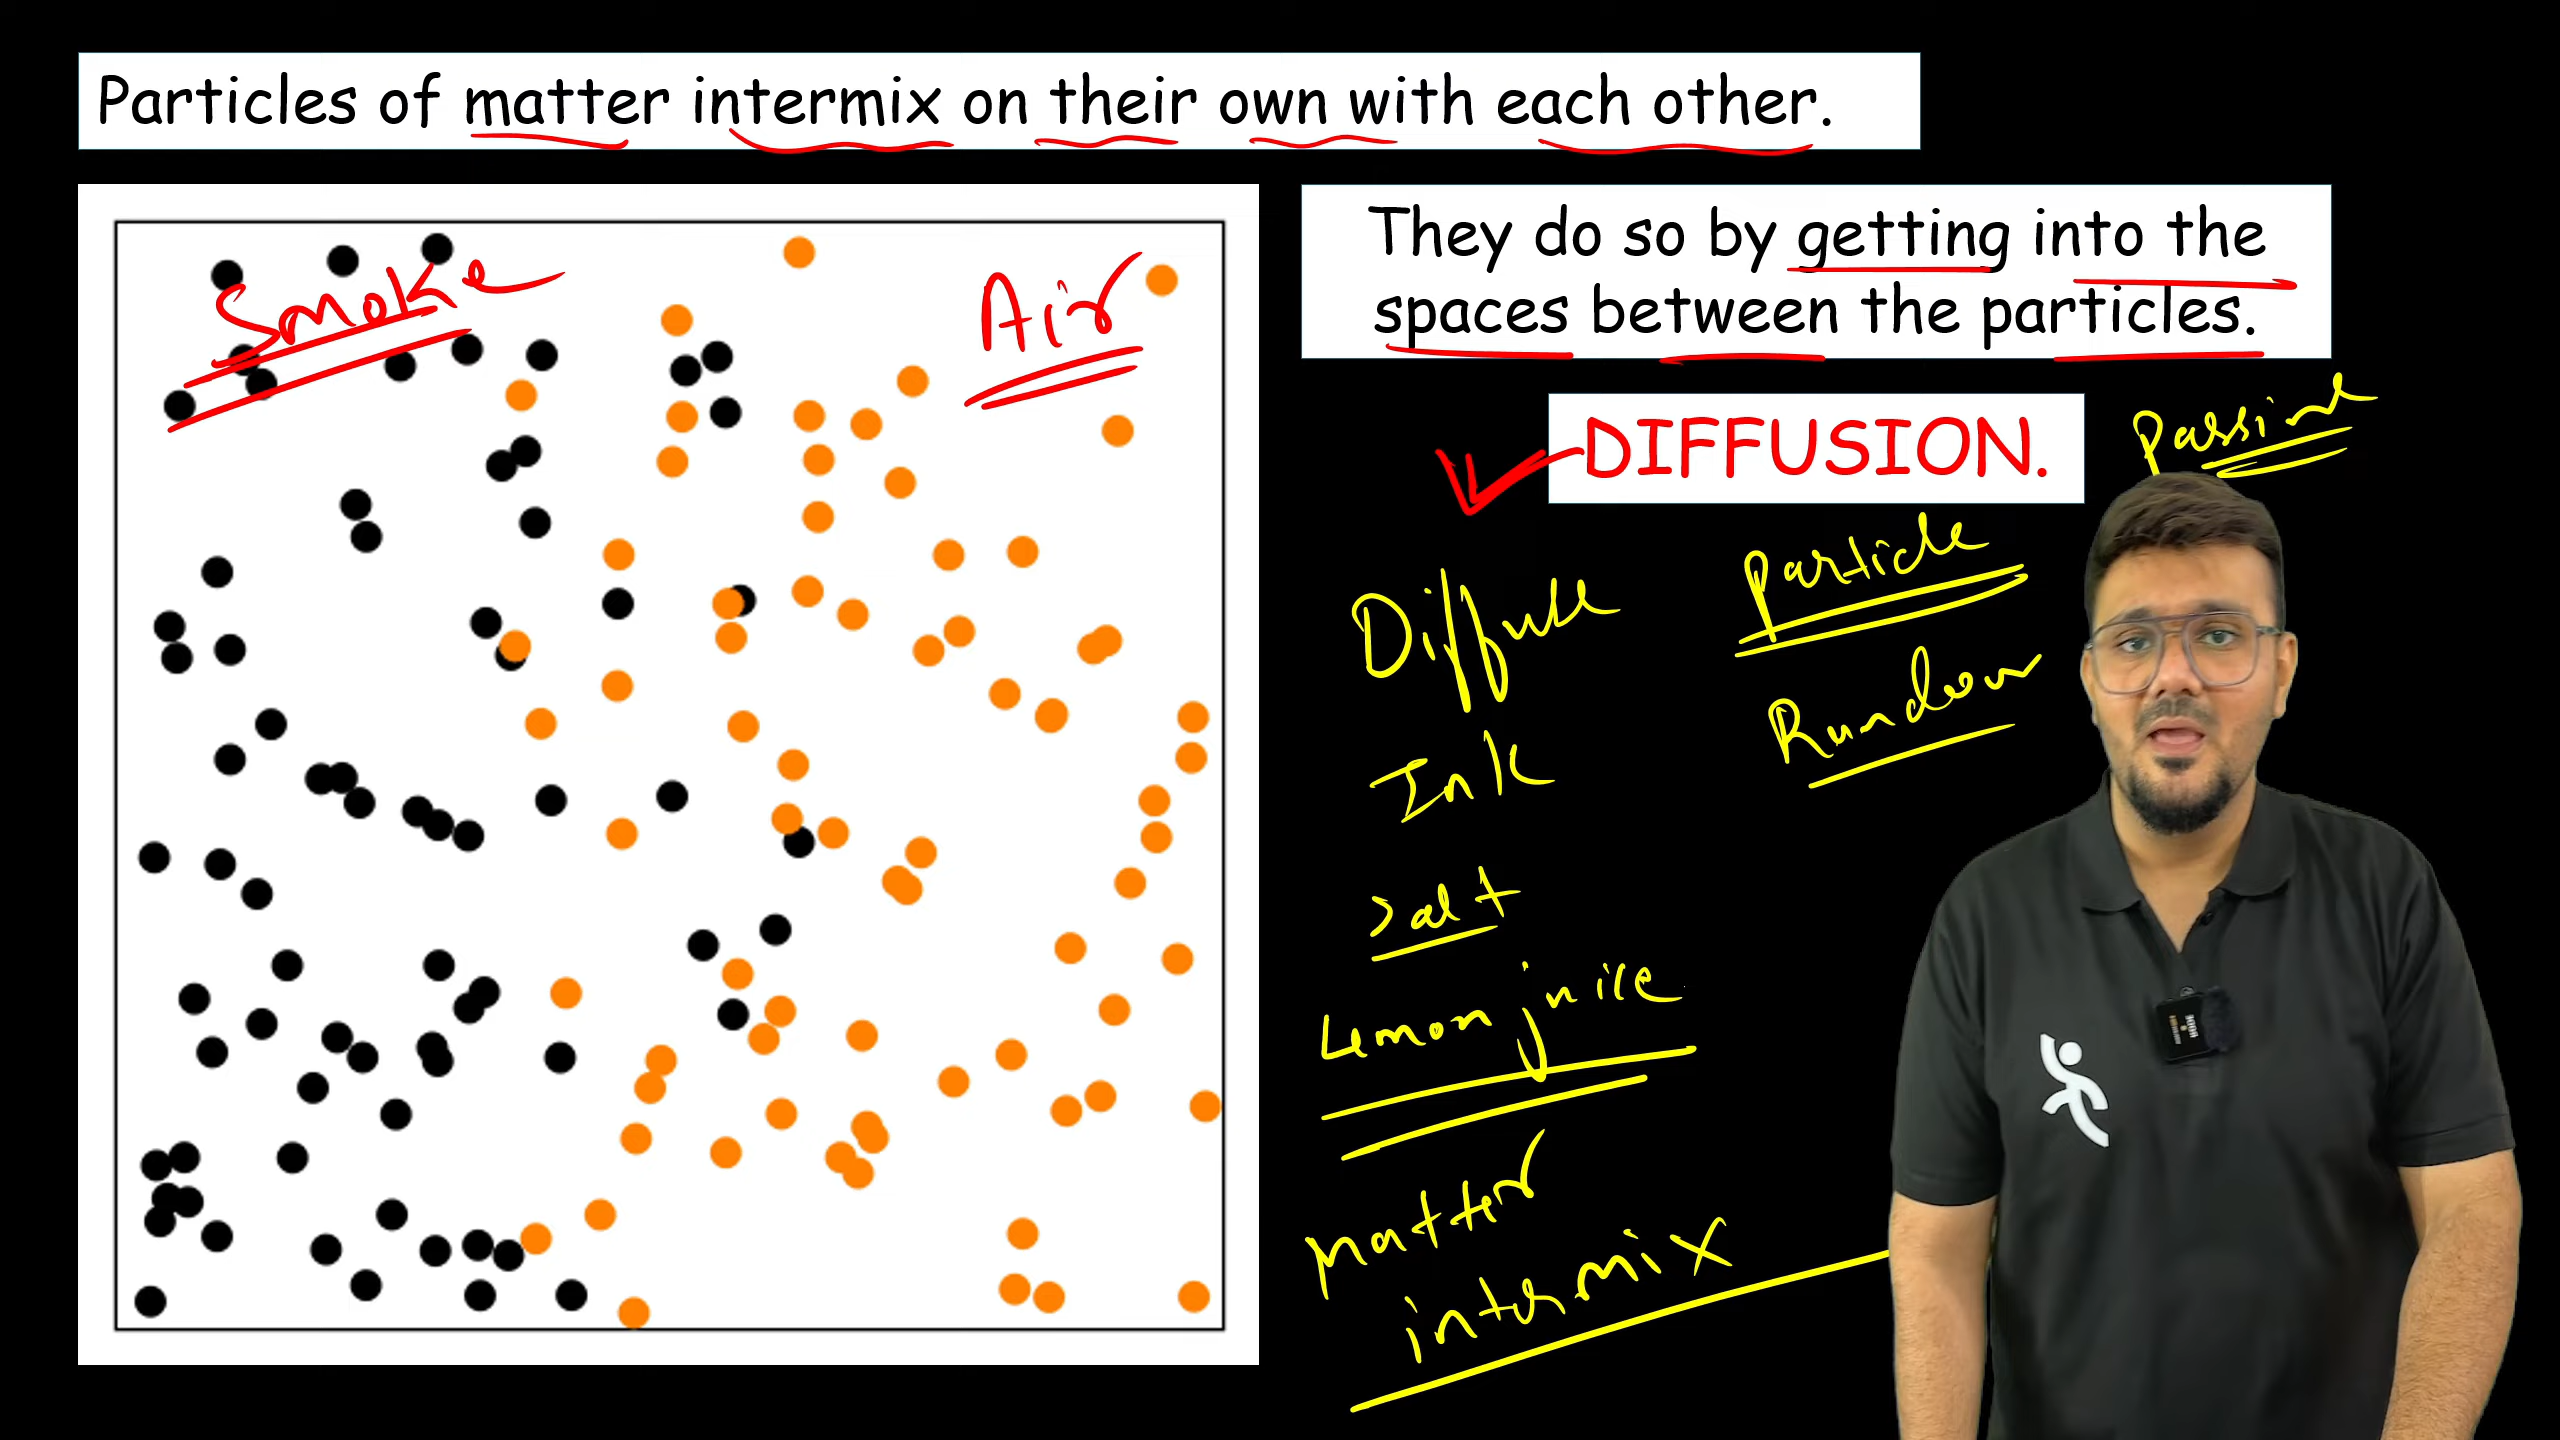 Particles of matter intermix on their own with each other.
Smoke
Air
They do so by getting into the
spaces between the particles.
DIFFUSION.
Passive
Diffuse
Particle
Random
Ink
Salt
Lemon juice
Matter
intermix